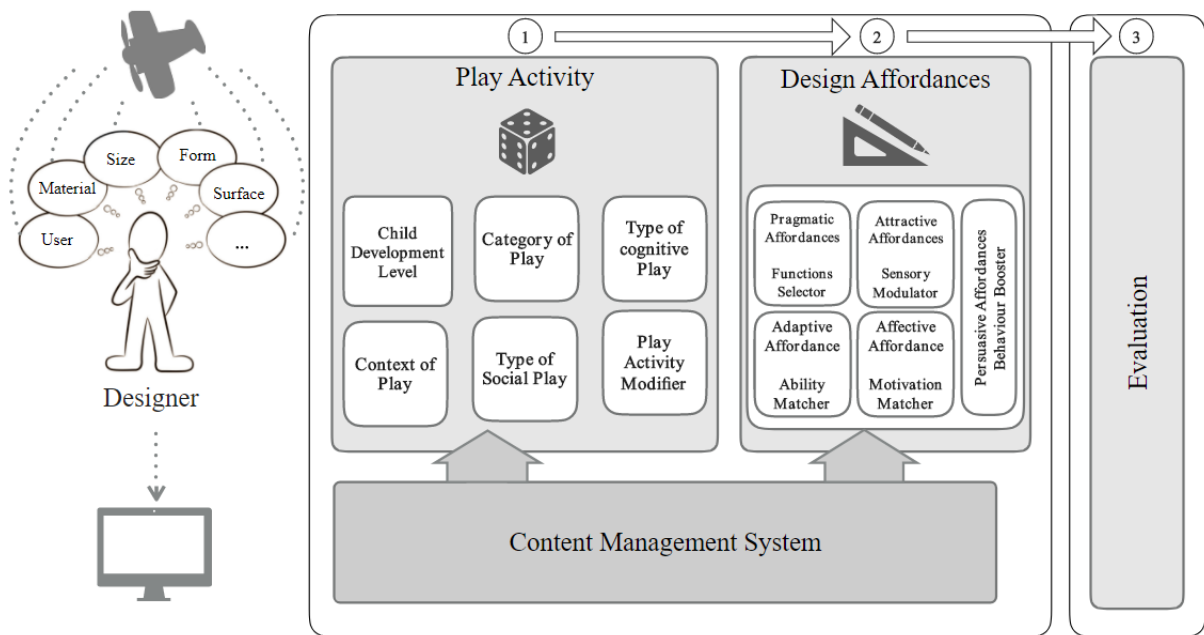 Size
Form
Material
Surface
User
...
Designer
1
2
3
Play Activity
Child
Development
Level
Category of
Play
Type of
cognitive
Play
Context of
Play
Type of
Social Play
Play
Activity
Modifier
Design Affordances
Pragmatic
Affordances
Functions
Selector
Attractive
Affordances
Sensory
Modulator
Adaptive
Affordance
Ability
Matcher
Affective
Affordance
Motivation
Matcher
Persuasive Affordances
Behaviour Booster
Content Management System
Evaluation